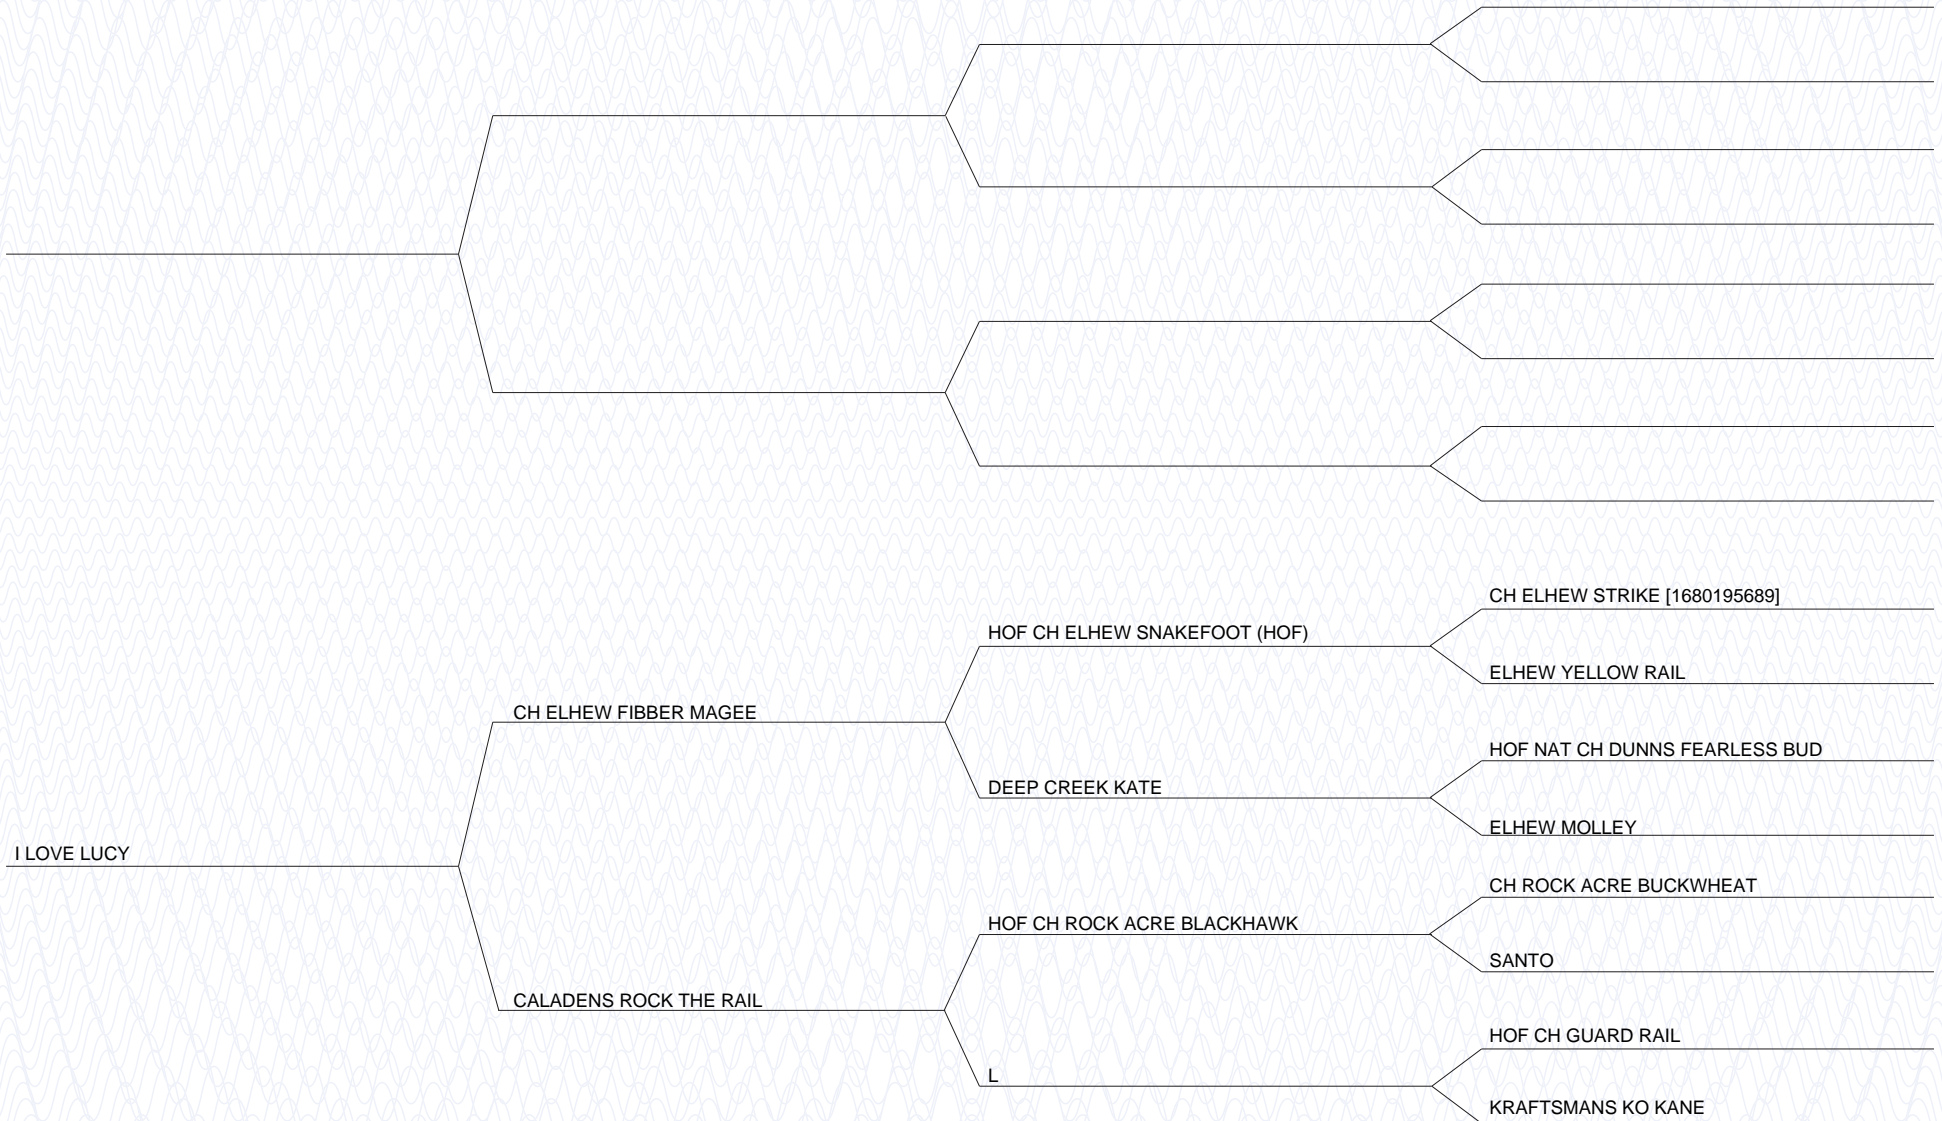 CH ELHEW STRIKE [1680195689]
HOF CH ELHEW SNAKEFOOT (HOF)
ELHEW YELLOW RAIL
CH ELHEW FIBBER MAGEE
HOF NAT CH DUNNS FEARLESS BUD
DEEP CREEK KATE
ELHEW MOLLEY
I LOVE LUCY
CH ROCK ACRE BUCKWHEAT
HOF CH ROCK ACRE BLACKHAWK
SANTO
CALADENS ROCK THE RAIL
HOF CH GUARD RAIL
L
KRAFTSMANS KO KANE